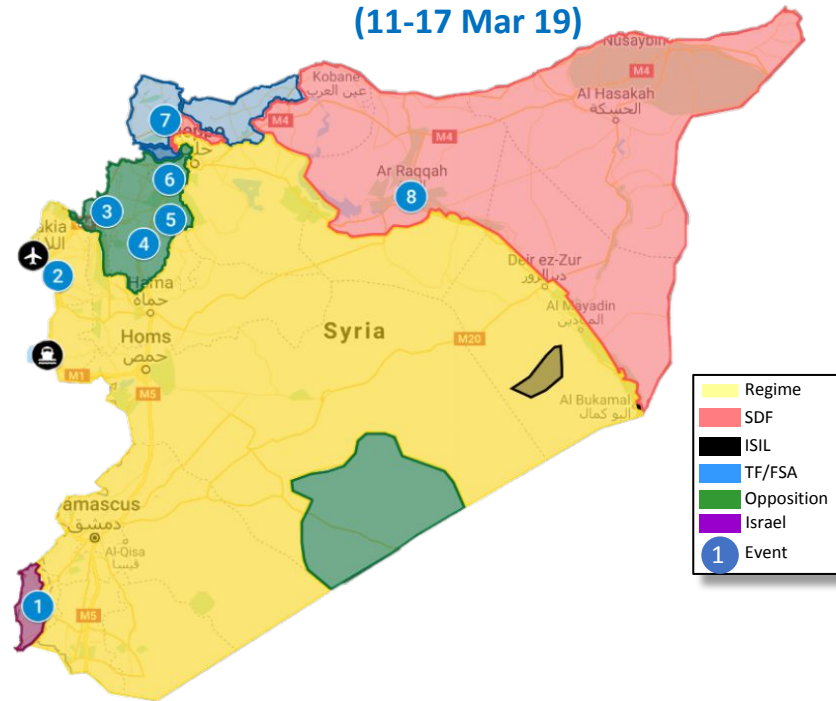 (11-17 Mar 19)
Nusaybin
Kobane
عين العرب
M4
Al Hasakah
الحسكة
7
M4
M4
حلب
Ar Raqqah
6
8
3
5
4
2
Deir ez-Zur
دير الزور
Hama
حماة
Al Mayadin
الميادين
Homs
حمص
Syria
M20
M1
M5
Al Bukamal
البو كمال
amascus
دمشق
Al-Qisa
قيسا
1
M5
Regime
SDF
ISIL
TF/FSA
Opposition
Israel
1 Event